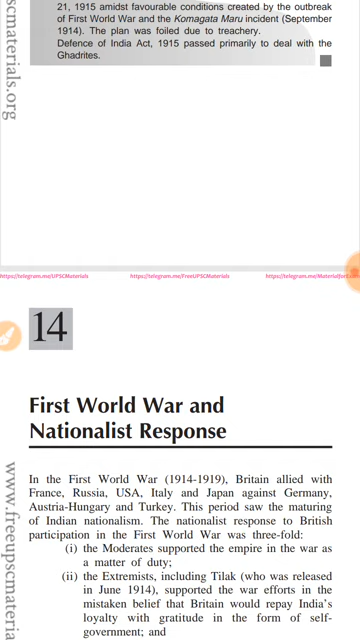 21, 1915 amidst favourable conditions created by the outbreak
of First World War and the Komagata Maru incident (September
1914). The plan was foiled due to treachery.
Defence of India Act, 1915 passed primarily to deal with the
Ghadrites.
https://telegram.me/UPSCMaterials https://telegram.me/FreeUPSCMaterials https://telegram.me/Materialfor
14
First World War and
Nationalist Response
In the First World War (1914-1919), Britain allied with
France, Russia, USA, Italy and Japan against Germany,
Austria-Hungary and Turkey. This period saw the maturing
of Indian nationalism. The nationalist response to British
participation in the First World War was three-fold:
(i) the Moderates supported the empire in the war as
a matter of duty;
(ii) the Extremists, including Tilak (who was released
in June 1914), supported the war efforts in the
mistaken belief that Britain would repay India's
loyalty with gratitude in the form of self-
government; and
scmaterials.org
www.freeupscmateria